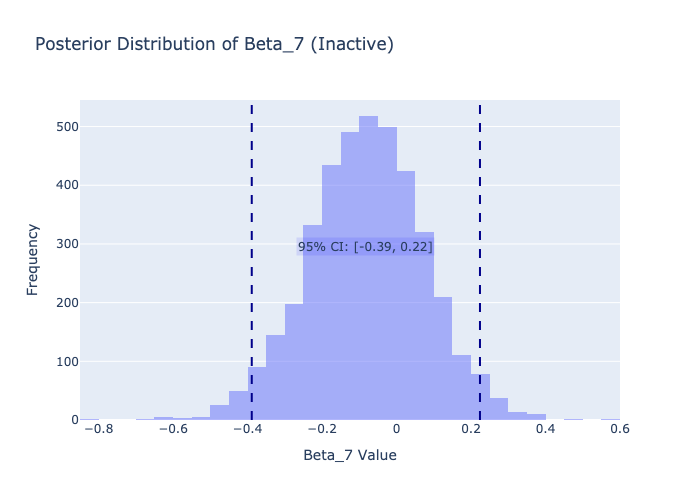 Posterior Distribution of Beta_7 (Inactive)
500
400
300
200
100
0
Frequency
95% CI: [-0.39, 0.22]
−0.8 −0.6 −0.4 −0.2 0 0.2 0.4 0.6
Beta_7 Value